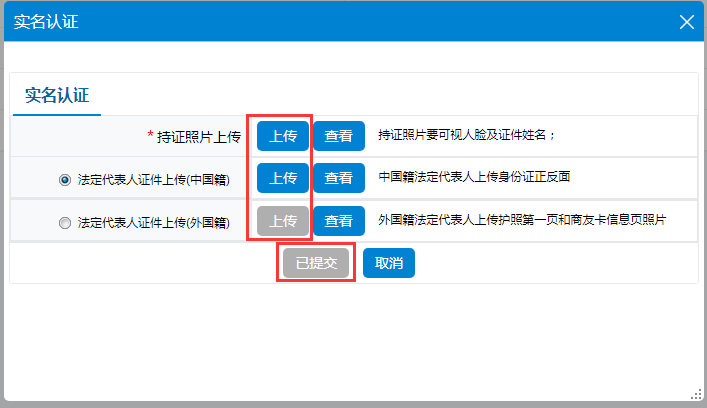 实名认证
实名认证
* 持证照片上传 上传 查看 持证照片要可视人脸及证件姓名；
法定代表人证件上传(中国籍) 上传 查看 中国籍法定代表人上传身份证正反面
法定代表人证件上传(外国籍) 上传 查看 外国籍法定代表人上传护照第一页和商友卡信息页照片
已提交 取消